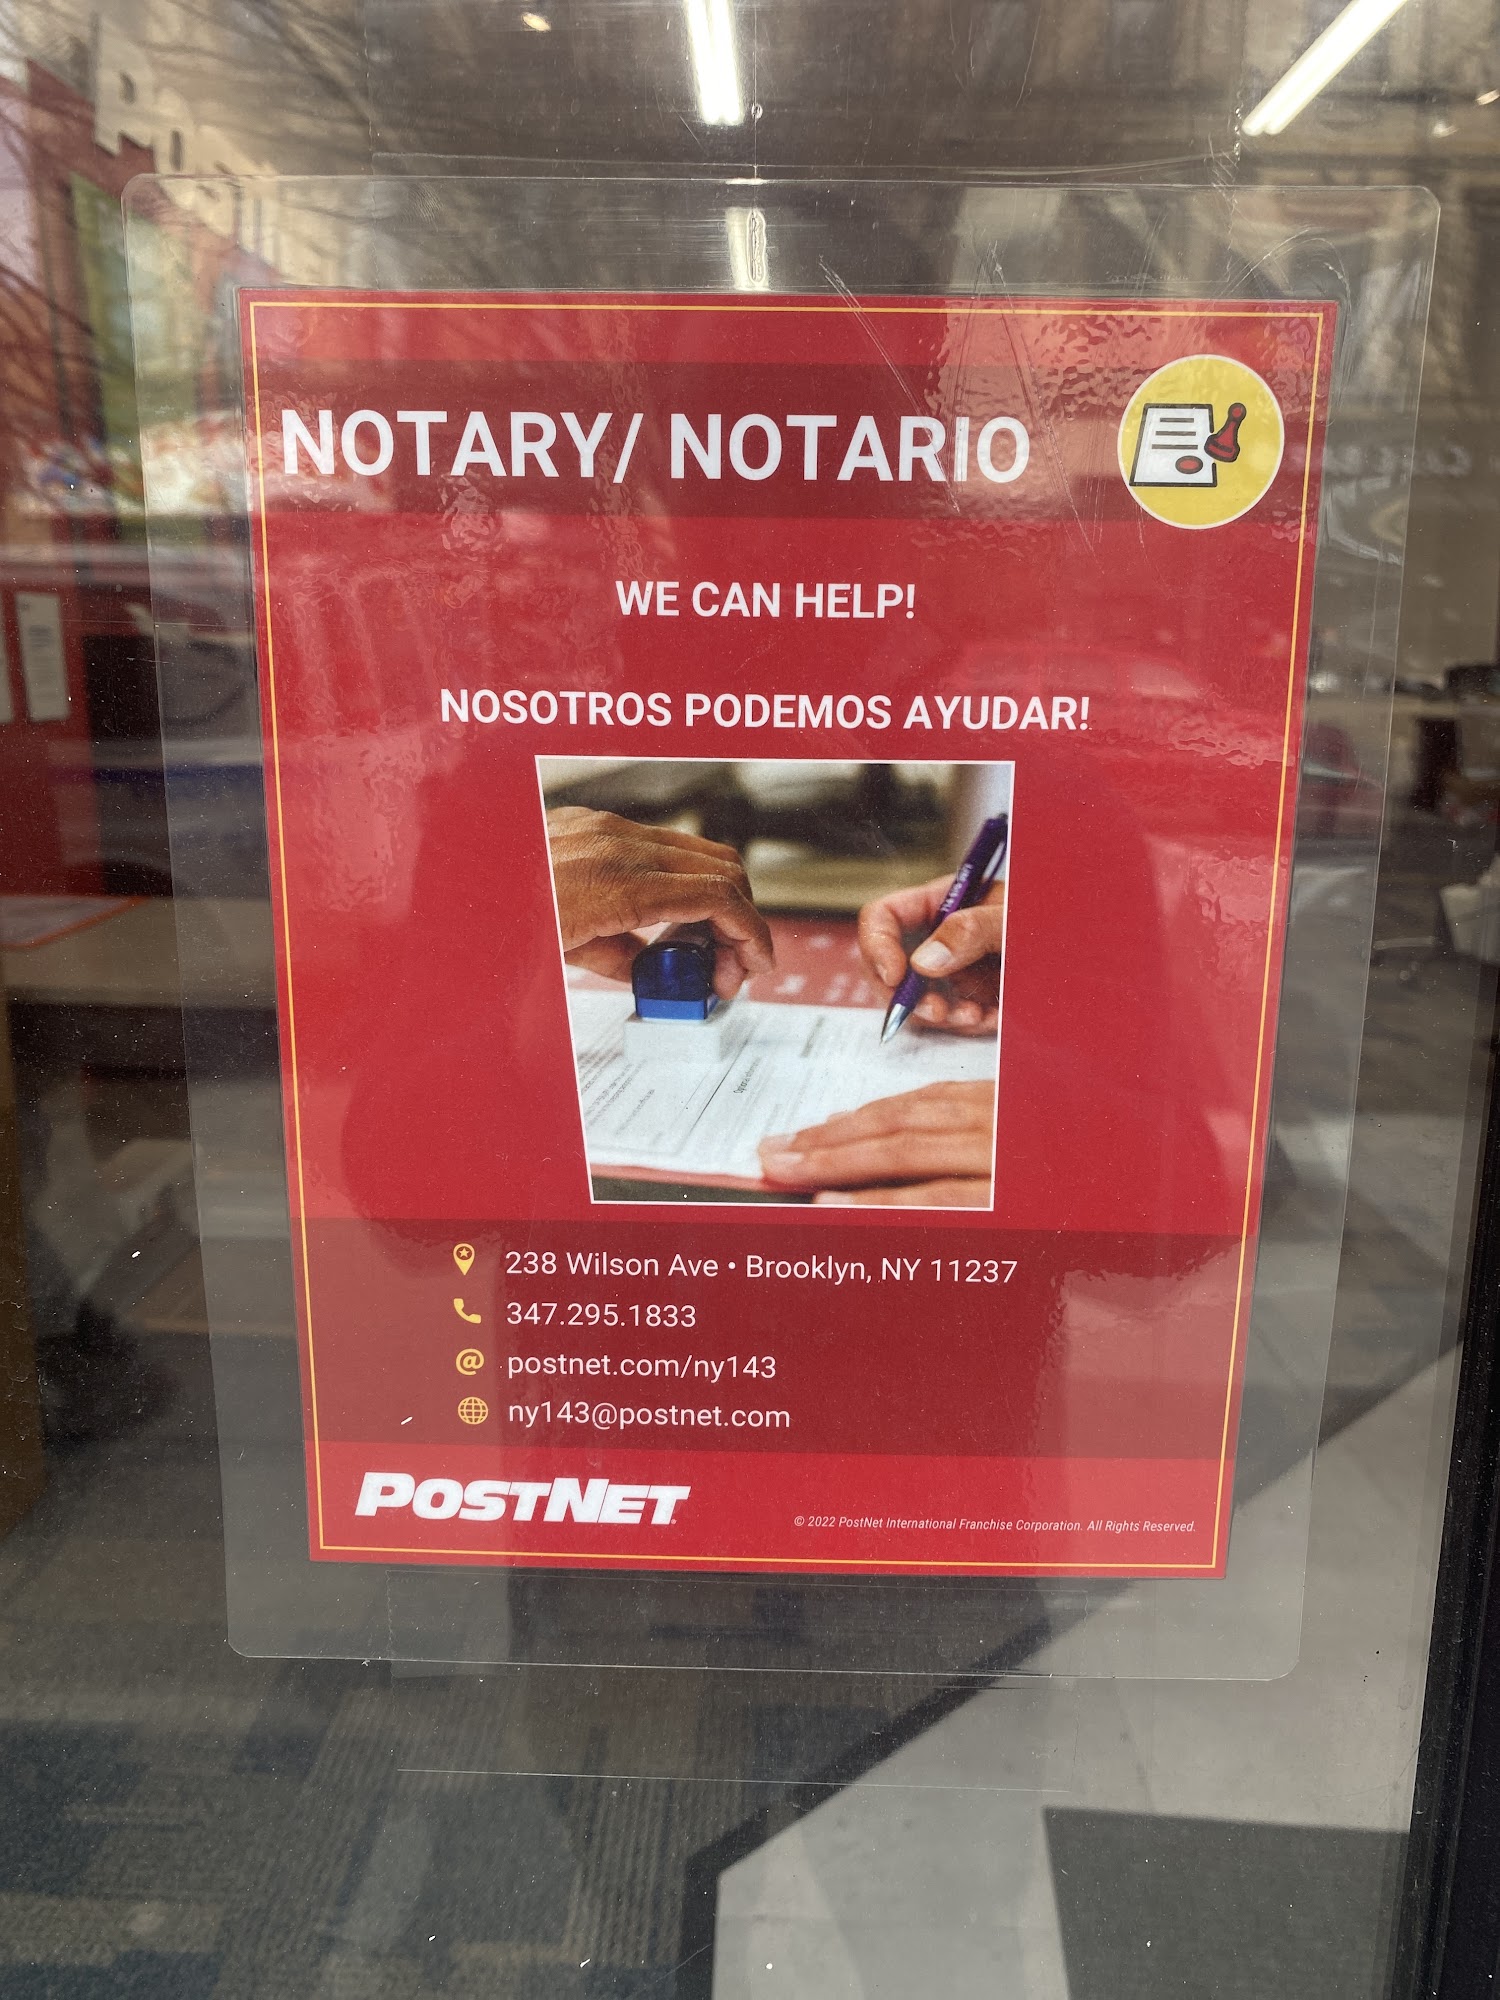 NOTARY/ NOTARIO
WE CAN HELP!
NOSOTROS PODEMOS AYUDAR!
238 Wilson Ave • Brooklyn, NY 11237
347.295.1833
postnet.com/ny143
ny143@postnet.com
POSTNET
© 2022 PostNet International Franchise Corporation. All Rights Reserved.